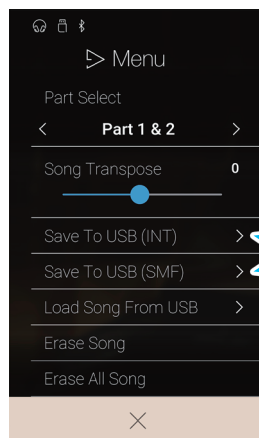 Menu
Part Select
< Part 1 & 2 >
Song Transpose 0
Save To USB (INT) >
Save To USB (SMF) >
Load Song From USB >
Erase Song
Erase All Song